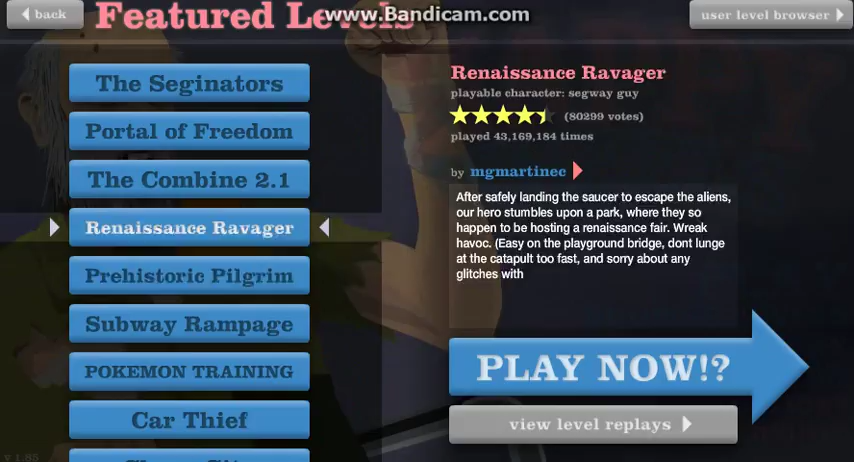 back
Featured Levels
www.Bandicam.com
user level browser
The Seginators
Portal of Freedom
The Combine 2.1
Renaissance Ravager
Prehistoric Pilgrim
Subway Rampage
POKEMON TRAINING
Car Thief
v 1.85
Renaissance Ravager
playable character: segway guy
(80299 votes)
played 43,169,184 times
by mgmartinec
After safely landing the saucer to escape the aliens,
our hero stumbles upon a park, where they so
happen to be hosting a renaissance fair. Wreak
havoc. (Easy on the playground bridge, dont lunge
at the catapult too fast, and sorry about any
glitches with
PLAY NOW!?
view level replays